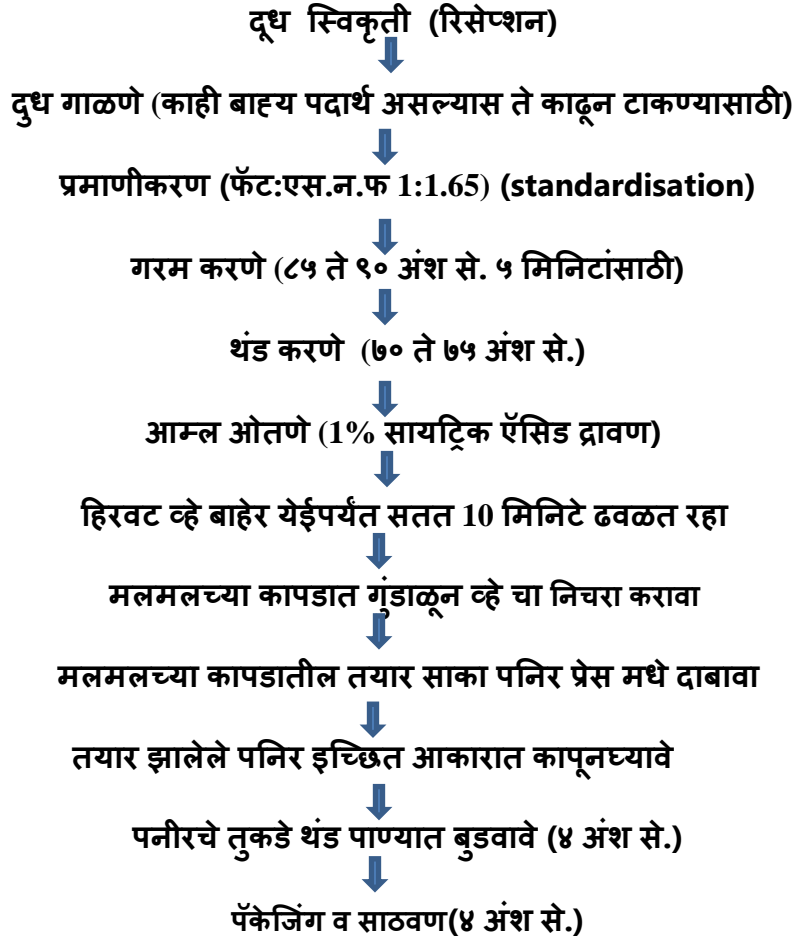 दूध स्विकृती (रिसेप्शन)
दुध गाळणे (काही बाह्य पदार्थ असल्यास ते काढून टाकण्यासाठी)
प्रमाणीकरण (फॅट:एस.न.फ 1:1.65) (standardisation)
गरम करणे (८५ ते ९० अंश से. ५ मिनिटांसाठी)
थंड करणे (७० ते ७५ अंश से.)
आम्ल ओतणे (1% सायट्रिक ऍसिड द्रावण)
हिरवट व्हे बाहेर येईपर्यंत सतत 10 मिनिटे ढवळत रहा
मलमलच्या कापडात गुंडाळून व्हे चा निचरा करावा
मलमलच्या कापडातील तयार साका पनिर प्रेस मधे दाबावा
तयार झालेले पनिर इच्छित आकारात कापूनघ्यावे
पनीरचे तुकडे थंड पाण्यात बुडवावे (४ अंश से.)
पॅकेजिंग व साठवण(४ अंश से.)